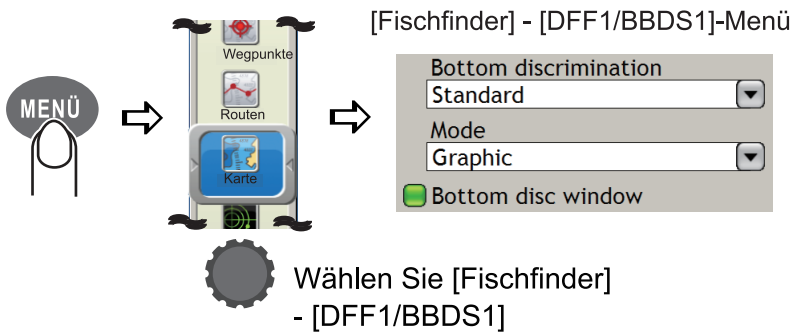 [Fischfinder] - [DFF1/BBDS1]-Menü
MENÜ
Wegpunkte
Routen
Karte
Bottom discrimination
Standard
Mode
Graphic
Bottom disc window
Wählen Sie [Fischfinder]
- [DFF1/BBDS1]